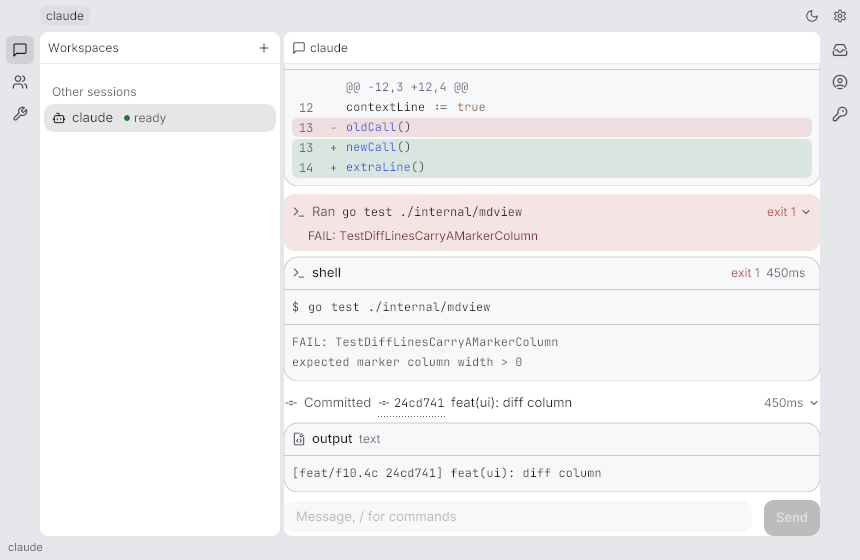 claude
Workspaces
+
claude
Other sessions
claude ready
@@ -12,3 +12,4 @@
12 contextLine := true
13 - oldCall()
13 + newCall()
14 + extraLine()
Ran go test ./internal/mdview exit 1
FAIL: TestDiffLinesCarryAMarkerColumn
shell exit 1 450ms
$ go test ./internal/mdview
FAIL: TestDiffLinesCarryAMarkerColumn
expected marker column width > 0
Committed 24cd741 feat(ui): diff column 450ms
output text
[feat/f10.4c 24cd741] feat(ui): diff column
Message, / for commands
Send
claude